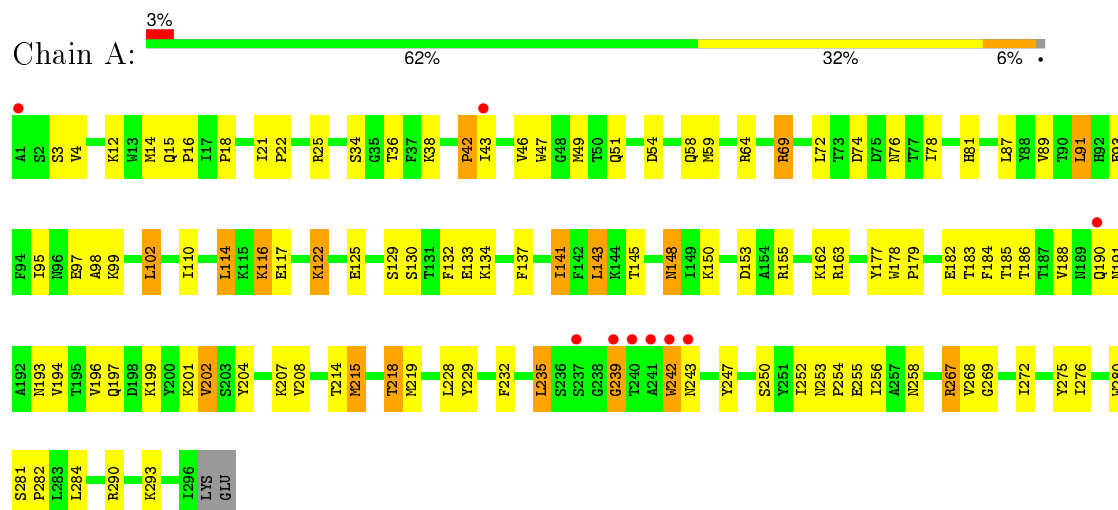 3%
Chain A:
62% 32% 6% •
A1 S2 S3 V4 K12 W13 M14 Q15 P16 I17 P18 I21 P22 R25 S34 G35 T36 F37 K38 P42 I43 V46 W47 G48 M49 T50 Q51 D54 Q58 M59 R64 R69 L72 T73 D74 D75 N76 T77 I78 H81 L87 Y88 V89 T90 L91 H92
F94 I95 N96 E97 A98 K99 L102 I110 L114 K115 K116 E117 K122 E125 S129 S130 T131 F132 E133 K134 F137 I141 F142 L143 K144 T145 N148 I149 K150 D153 A154 R155 K162 R163 Y177 W178 P179 E182 T183 F184 T185 T186 T187 V188 N189 Q190 N191
A192 N193 V194 T195 V196 Q197 D198 K199 Y200 K201 V202 S203 Y204 K207 V208 T214 M215 T218 M219 L228 Y229 F232 L235 S236 S237 G238 G239 T240 A241 W242 N243 Y247 S250 Y251 I252 N253 P254 E255 I256 A257 N258 R267 V268 G269 I272 Y275 I276 W280
S281 P282 L283 L284 R290 K293 I296 LYS GLU